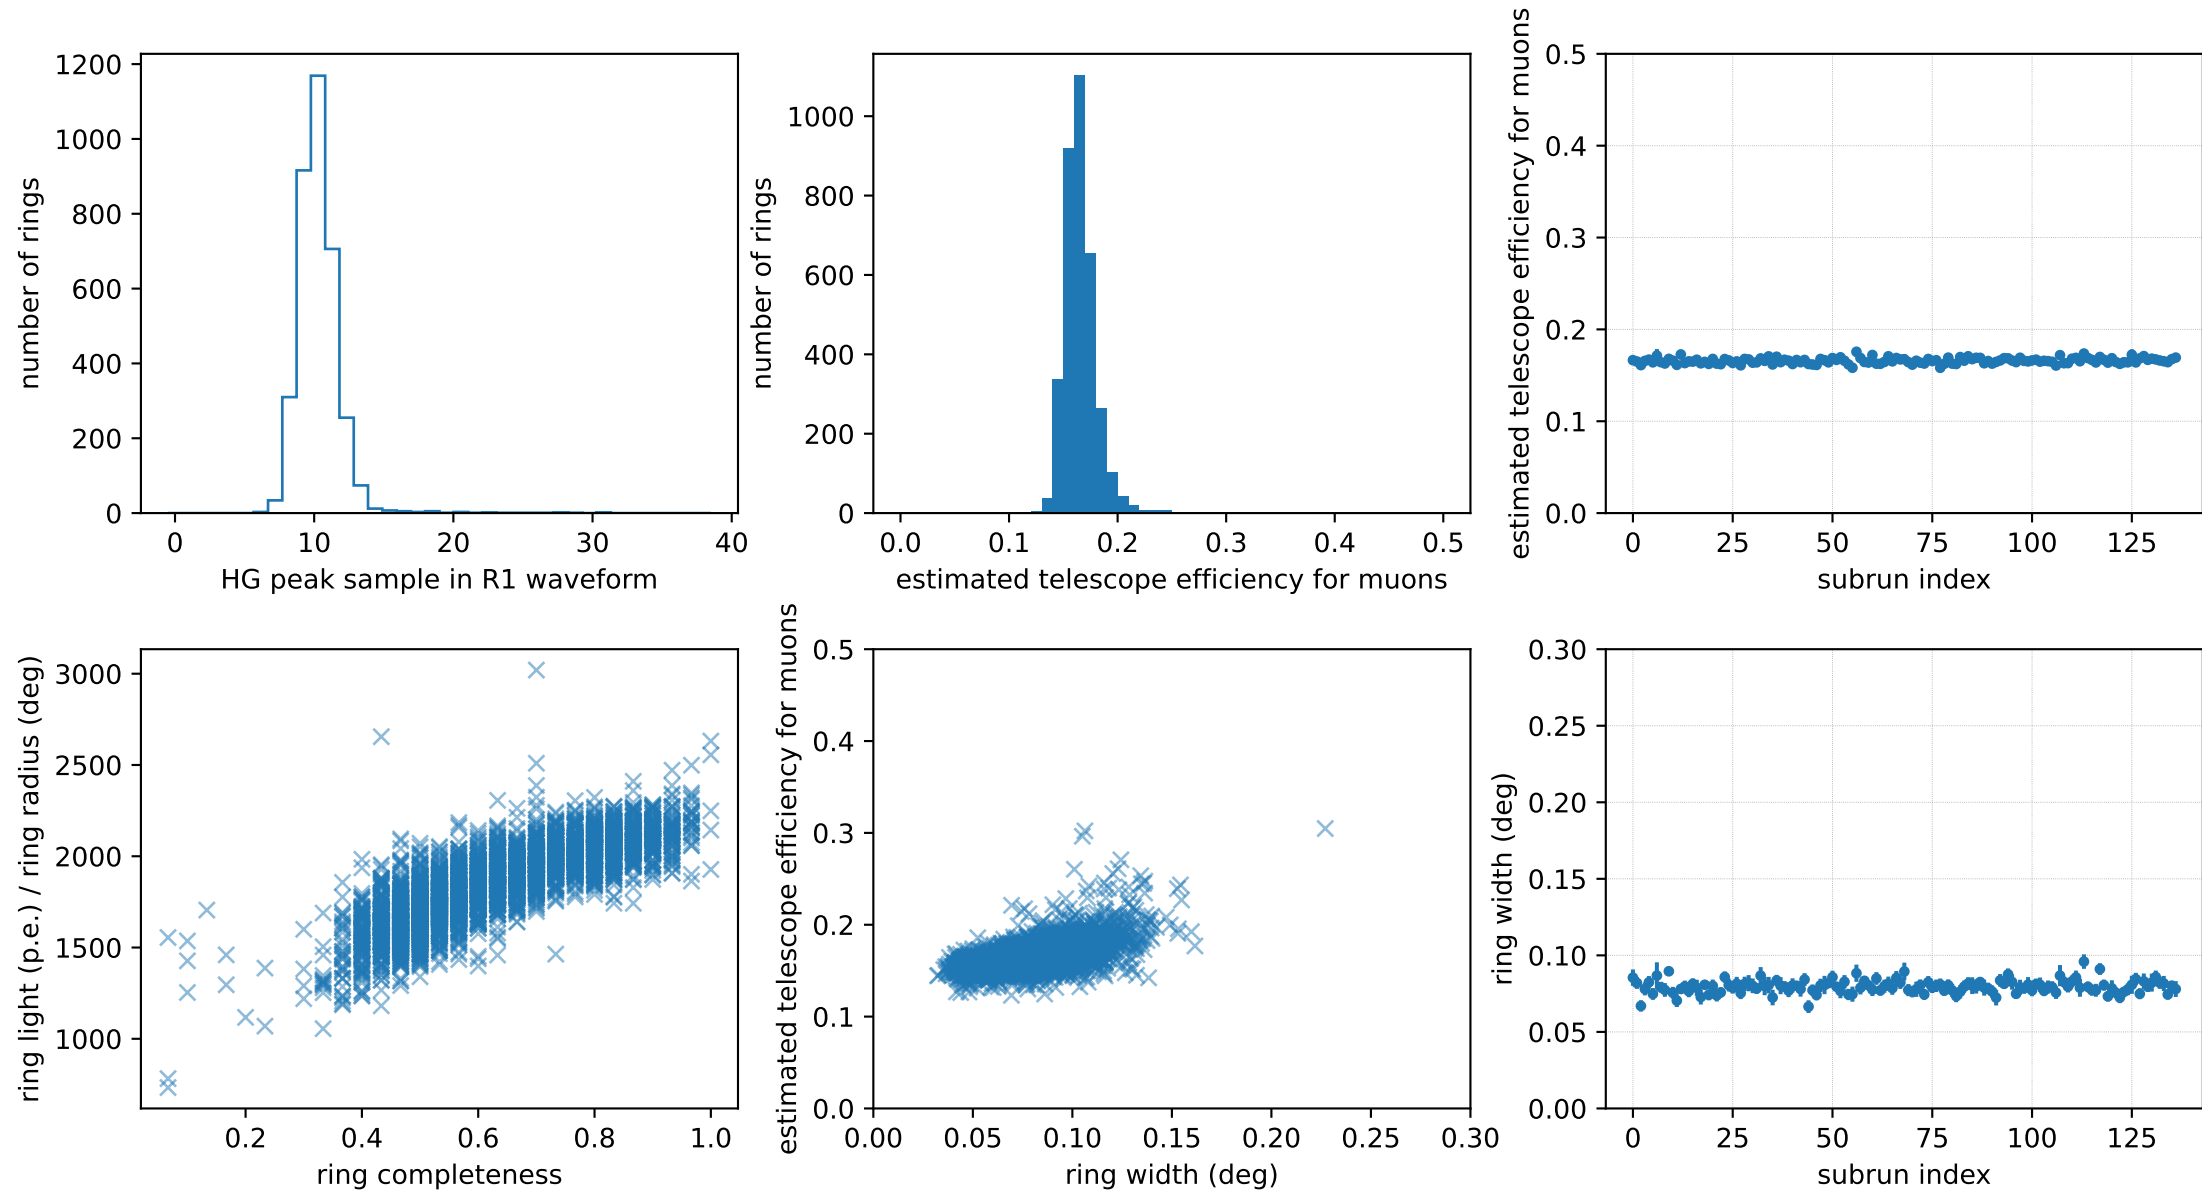 number of rings
1200
1000
800
600
400
200
0
0 10 20 30 40
HG peak sample in R1 waveform
number of rings
1000
800
600
400
200
0
0.0 0.1 0.2 0.3 0.4 0.5
estimated telescope efficiency for muons
estimated telescope efficiency for muons
0.5
0.4
0.3
0.2
0.1
0.0
0 25 50 75 100 125
subrun index
ring light (p.e.) / ring radius (deg)
3000
2500
2000
1500
1000
0.2 0.4 0.6 0.8 1.0
ring completeness
estimated telescope efficiency for muons
0.5
0.4
0.3
0.2
0.1
0.0
0.00 0.05 0.10 0.15 0.20 0.25 0.30
ring width (deg)
ring width (deg)
0.30
0.25
0.20
0.15
0.10
0.05
0.00
0 25 50 75 100 125
subrun index